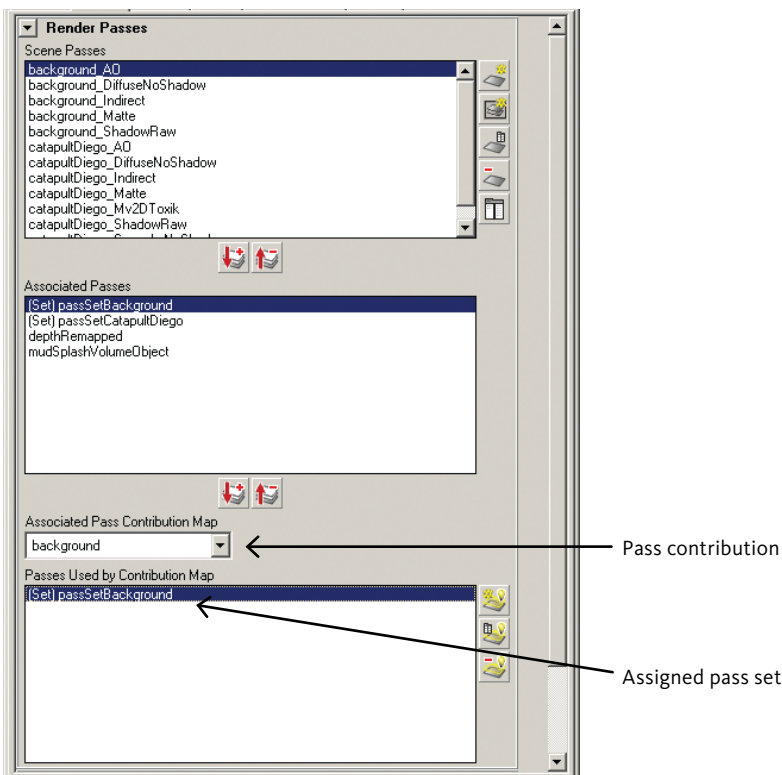 Render Passes
Scene Passes
background_AO
background_DiffuseNoShadow
background_Indirect
background_Matte
background_ShadowRaw
catapultDiego_AO
catapultDiego_DiffuseNoShadow
catapultDiego_Indirect
catapultDiego_Matte
catapultDiego_Mv2DToxik
catapultDiego_ShadowRaw
Associated Passes
(Set) passSetBackground
(Set) passSetCatapultDiego
depthRemapped
mudSplashVolumeObject
Associated Pass Contribution Map
background
Pass contribution
Passes Used by Contribution Map
(Set) passSetBackground
Assigned pass set